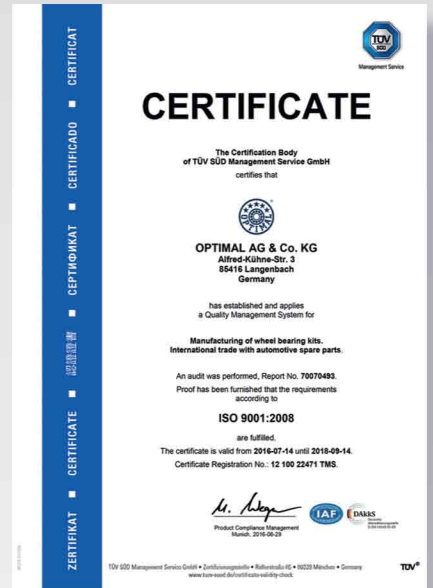 TÜV
SÜD
Management Service
CERTIFICATE
The Certification Body
of TÜV SÜD Management Service GmbH
certifies that
OPTIMAL
OPTIMAL AG & Co. KG
Alfred-Kühne-Str. 3
85416 Langenbach
Germany
has established and applies
a Quality Management System for
Manufacturing of wheel bearing kits.
International trade with automotive spare parts.
An audit was performed, Report No. 70070493.
Proof has been furnished that the requirements
according to
ISO 9001:2008
are fulfilled.
The certificate is valid from 2016-07-14 until 2018-09-14.
Certificate Registration No.: 12 100 22471 TMS.
Product Compliance Management
Munich, 2016-08-29
IAF
DAkkS
TÜV SÜD Management Service GmbH • Zertifizierungsstelle • Ridlerstraße 65 • 80339 München • Germany
www.tuev-sued.de/certificate-validity-check
TÜV®
ZERTIFIKAT ■ CERTIFICATE ■ 認證證書 ■ СЕРТИФИКАТ ■ CERTIFICADO ■ CERTIFICAT